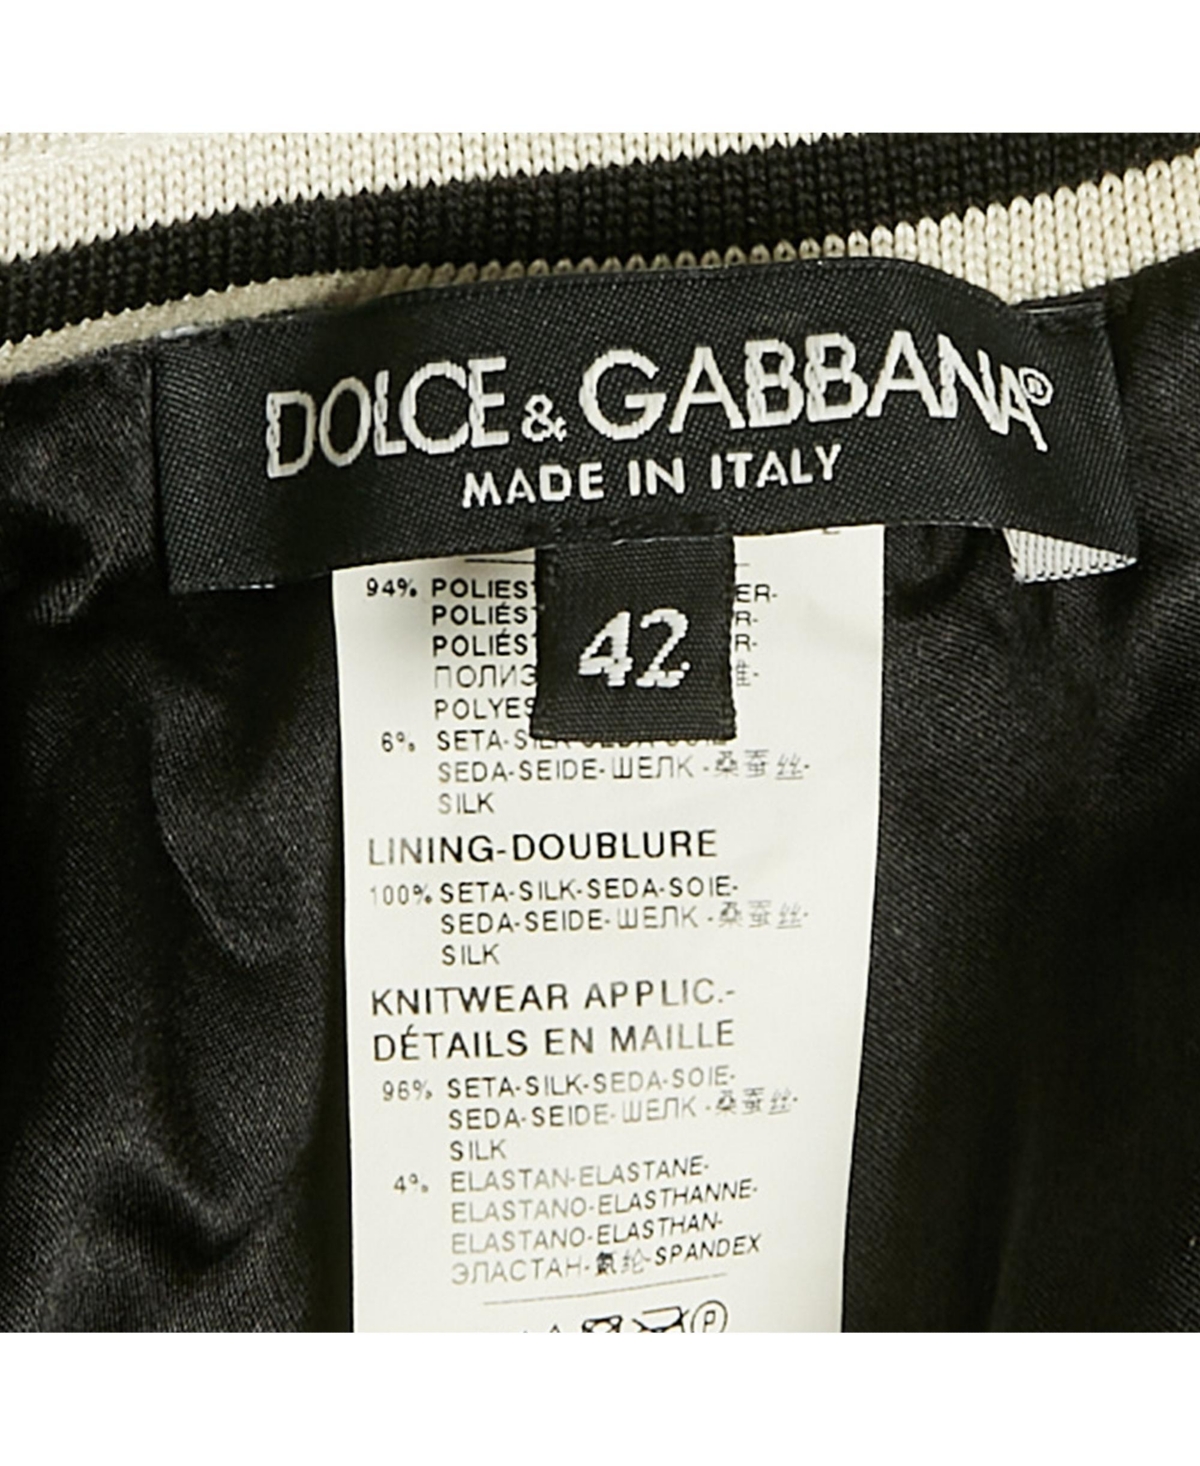 DOLCE & GABBANA®
MADE IN ITALY
42
94% POLIES
POLIÉS
POLIÉS
ПОЛИЭ
POLYES
6% SETA-SILK-SEDA-SOIE-
SEDA-SEIDE-ШЕЛК-桑蚕丝-
SILK
LINING-DOUBLURE
100% SETA-SILK-SEDA-SOIE-
SEDA-SEIDE-ШЕЛК-桑蚕丝-
SILK
KNITWEAR APPLIC.-
DÉTAILS EN MAILLE
96% SETA-SILK-SEDA-SOIE-
SEDA-SEIDE-ШЕЛК-桑蚕丝-
SILK
4% ELASTAN-ELASTANE-
ELASTANO-ELASTHANNE-
ELASTANO-ELASTHAN-
ЭЛАСТАН-氨纶-SPANDEX
P